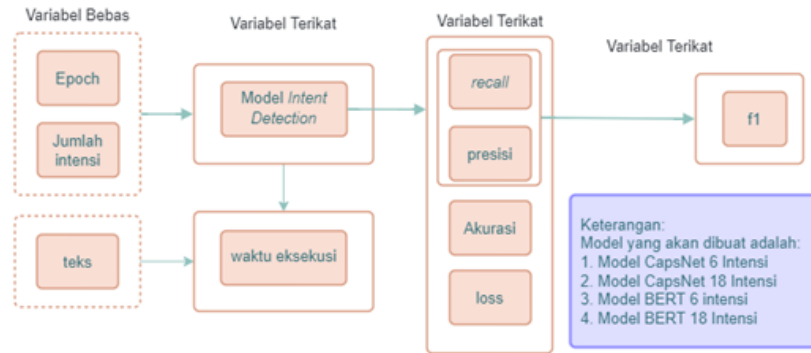 Variabel Bebas
Variabel Terikat
Variabel Terikat
Variabel Terikat
Epoch
Jumlah
intensi
teks
Model Intent
Detection
waktu eksekusi
recall
presisi
Akurasi
loss
f1
Keterangan:
Model yang akan dibuat adalah:
1. Model CapsNet 6 Intensi
2. Model CapsNet 18 Intensi
3. Model BERT 6 intensi
4. Model BERT 18 Intensi